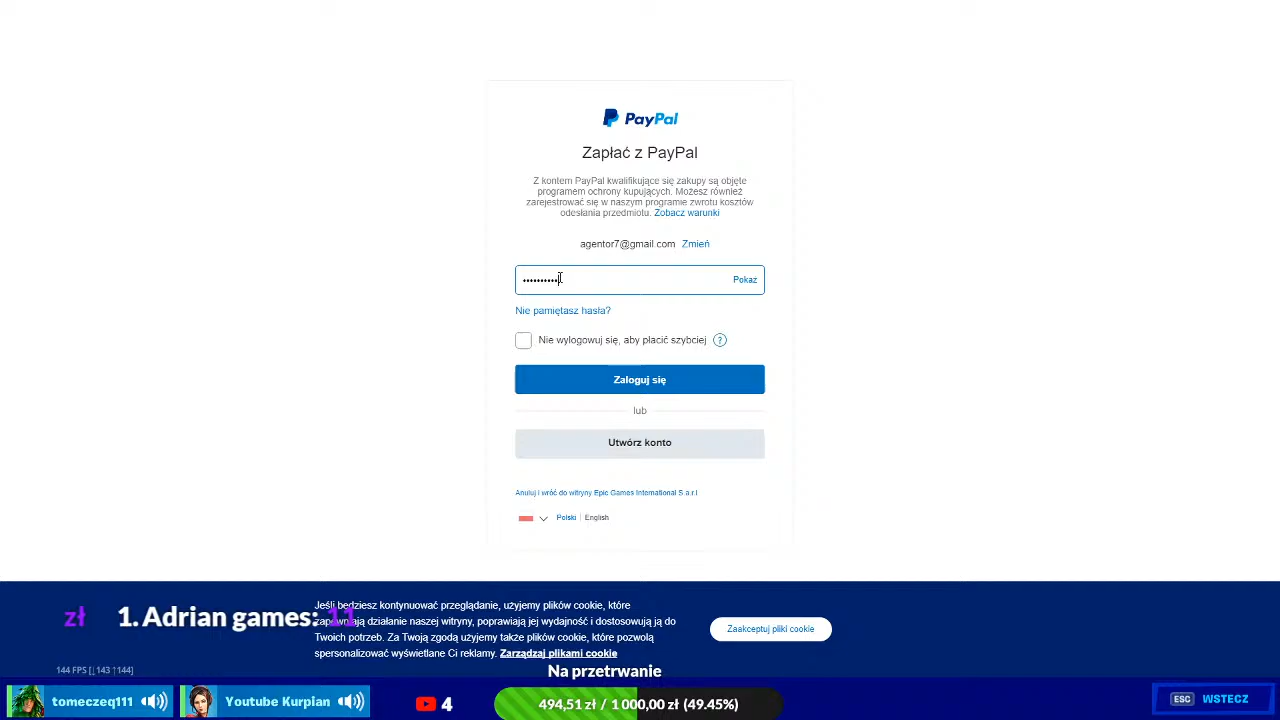 PayPal
Zapłać z PayPal
Z kontem PayPal kwalifikujące się zakupy są objęte
programem ochrony kupujących. Możesz również
zarejestrować się w naszym programie zwrotu kosztów
odesłania przedmiotu. Zobacz warunki
agentor7@gmail.com Zmień
•••••••••• Pokaż
Nie pamiętasz hasła?
Nie wylogowuj się, aby płacić szybciej ?
Zaloguj się
lub
Utwórz konto
Anuluj i wróć do witryny Epic Games International S.a.r.l
Polski | English
zł 1. Adrian games: 11
Jeśli będziesz kontynuować przeglądanie, użyjemy plików cookie, które
działanie naszej witryny, poprawiają jej wydajność i dostosowują ją do
Twoich potrzeb. Za Twoją zgodą użyjemy także plików cookie, które pozwolą
spersonalizować wyświetlane Ci reklamy. Zarządzaj plikami cookie
Zaakceptuj pliki cookie
Na przetrwanie
144 FPS [↓143 ↑144]
tomeczeq111
Youtube Kurpian
4
494,51 zł / 1 000,00 zł (49.45%)
ESC WSTECZ